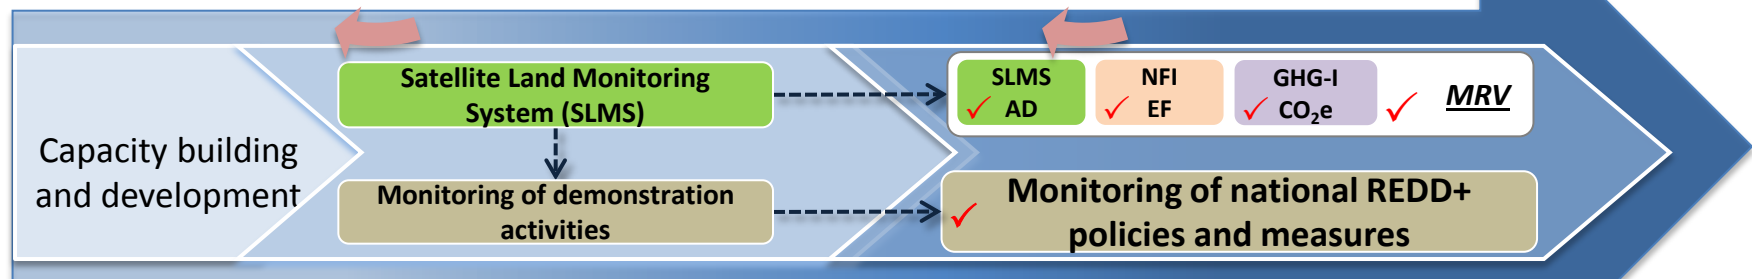 Capacity building
and development
Satellite Land Monitoring
System (SLMS)
Monitoring of demonstration
activities
SLMS
AD
NFI
EF
GHG-I
CO₂e
MRV
Monitoring of national REDD+
policies and measures